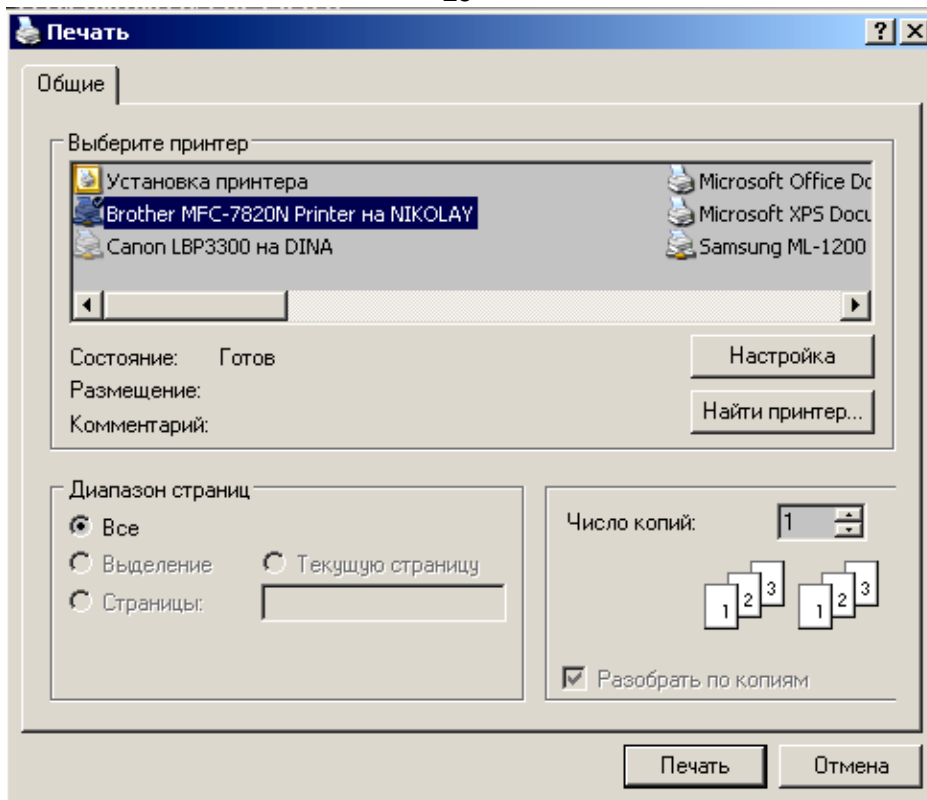 Печать
Общие
Выберите принтер
Установка принтера
Microsoft Office Dc
Brother MFC-7820N Printer на NIKOLAY
Microsoft XPS Docu
Canon LBP3300 на DINA
Samsung ML-1200
Состояние: Готов
Настройка
Размещение:
Найти принтер...
Комментарий:
Диапазон страниц
Все
Число копий: 1
Выделение Текущую страницу
Страницы:
1 2 3 1 2 3
Разобрать по копиям
Печать Отмена